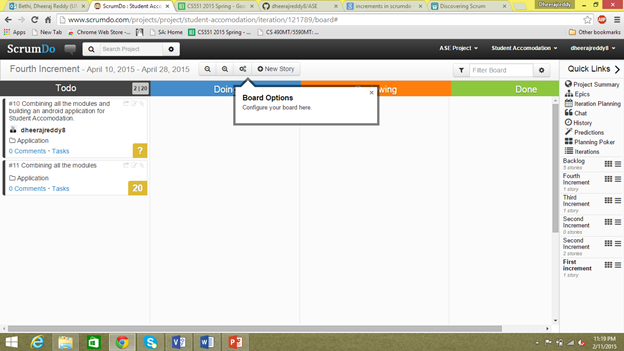 Bethi, Dheeraj Reddy (U
ScrumDo : Student Acc
CS551 2015 Spring - Goo
dheerajreddy8/ASE
increments in scrumdo
Discovering Scrum
Dheerajreddy
www.scrumdo.com/projects/project/student-accomodation/iteration/121789/board#
Apps
New Tab
Chrome Web Store
SA: Home
CS551 2015 Spring -
CS-490MT/5590MT:
Other bookmarks
ScrumDo
Search Project
ASE Project
Student Accomodation
dheerajreddy8
Fourth Increment - April 10, 2015 - April 28, 2015
New Story
Filter Board
Quick Links
Todo
2 | 20
Doin
wing
Done
Board Options
Configure your board here.
#10 Combining all the modules and
building an android application for
Student Accomodation.
dheerajreddy8
Application
0 Comments - Tasks
?
#11 Combining all the modules
Application
0 Comments - Tasks
20
Project Summary
Epics
Iteration Planning
Chat
History
Predictions
Planning Poker
Iterations
Backlog
5 stories
Fourth
Increment
1 story
Third
Increment
1 story
Second
Increment
0 stories
Second
Increment
2 stories
First
increment
1 story
11:19 PM
2/11/2015